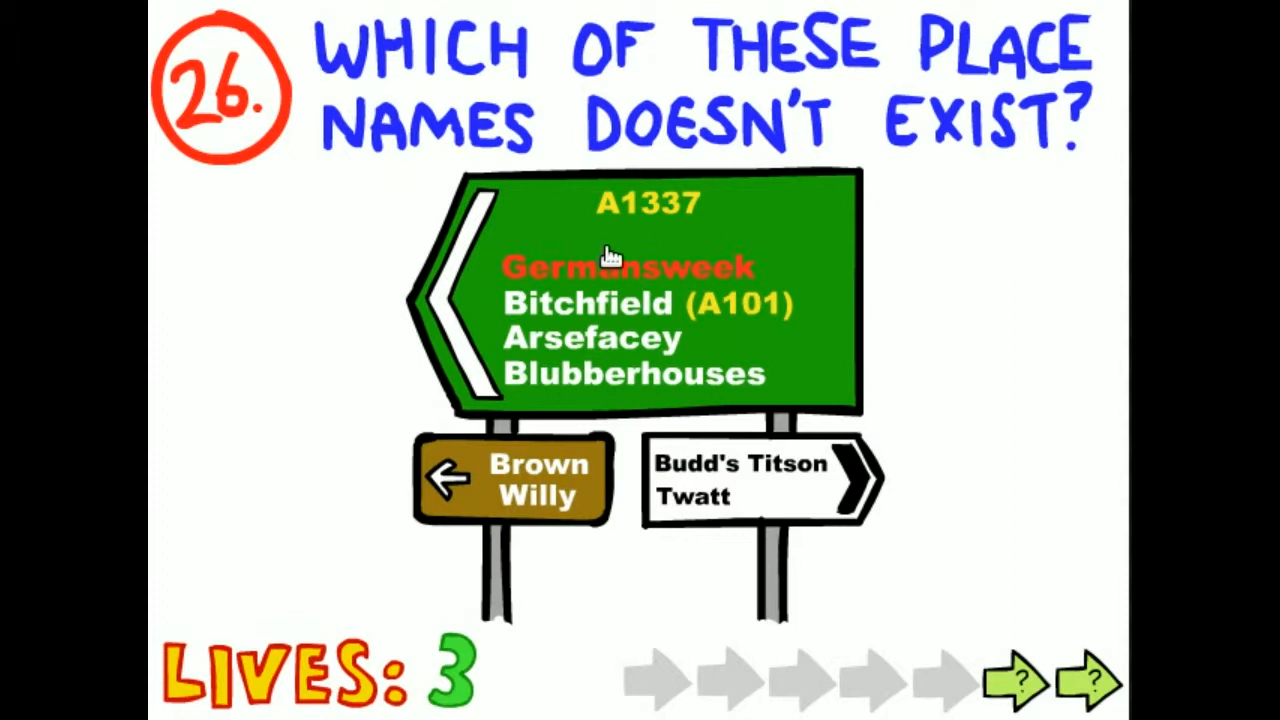 26. WHICH OF THESE PLACE
NAMES DOESN'T EXIST?
A1337
Germansweek
Bitchfield (A101)
Arsefacey
Blubberhouses
Brown
Willy
Budd's Titson
Twatt
LIVES: 3
? ?